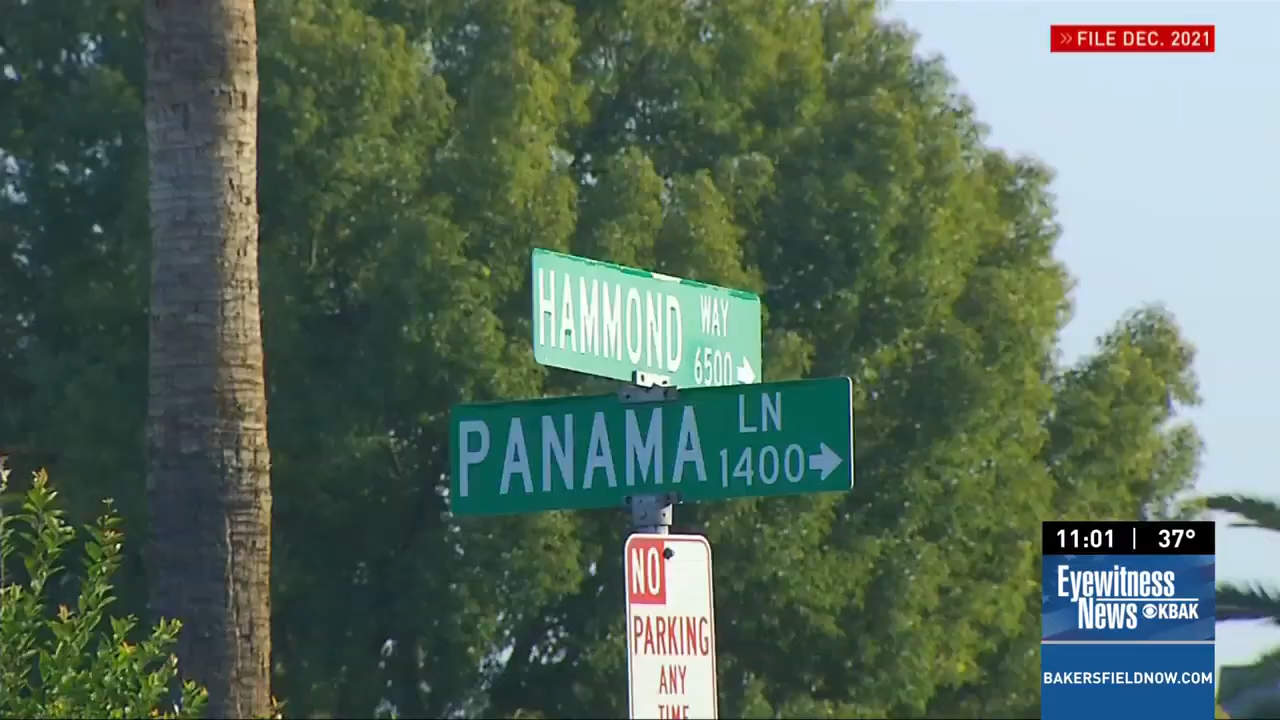 » FILE DEC. 2021
HAMMOND WAY
6500
PANAMA LN
1400
NO
PARKING
ANY
TIME
11:01 | 37°
Eyewitness
News KBAK
BAKERSFIELDNOW.COM